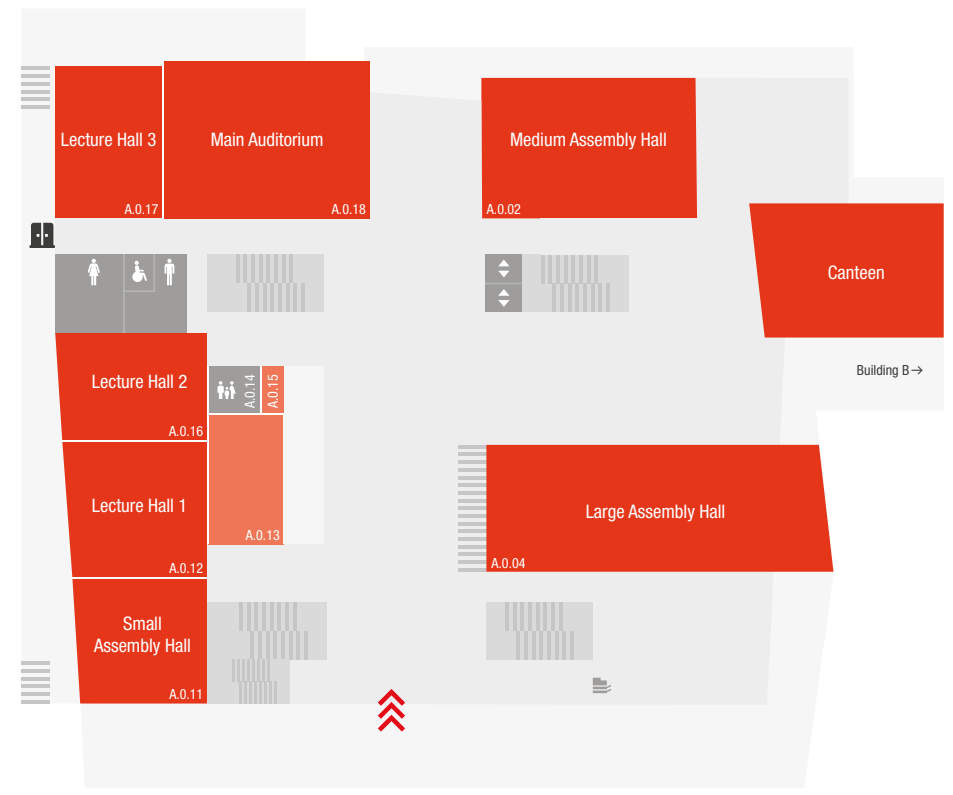 Lecture Hall 3
A.0.17
Main Auditorium
A.0.18
Medium Assembly Hall
A.0.02
Canteen
Building B→
Lecture Hall 2
A.0.16
A.0.14
A.0.15
Lecture Hall 1
A.0.12
A.0.13
Large Assembly Hall
A.0.04
Small
Assembly Hall
A.0.11